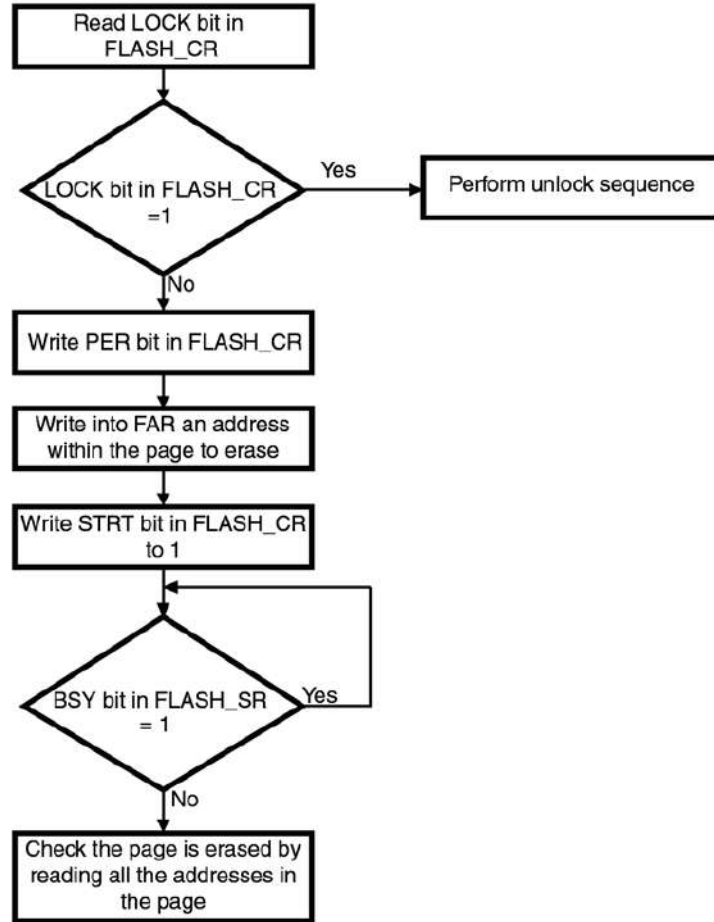 Read LOCK bit in
FLASH_CR
LOCK bit in FLASH_CR
=1
Yes
Perform unlock sequence
No
Write PER bit in FLASH_CR
Write into FAR an address
within the page to erase
Write STRT bit in FLASH_CR
to 1
BSY bit in FLASH_SR
= 1
Yes
No
Check the page is erased by
reading all the addresses in
the page